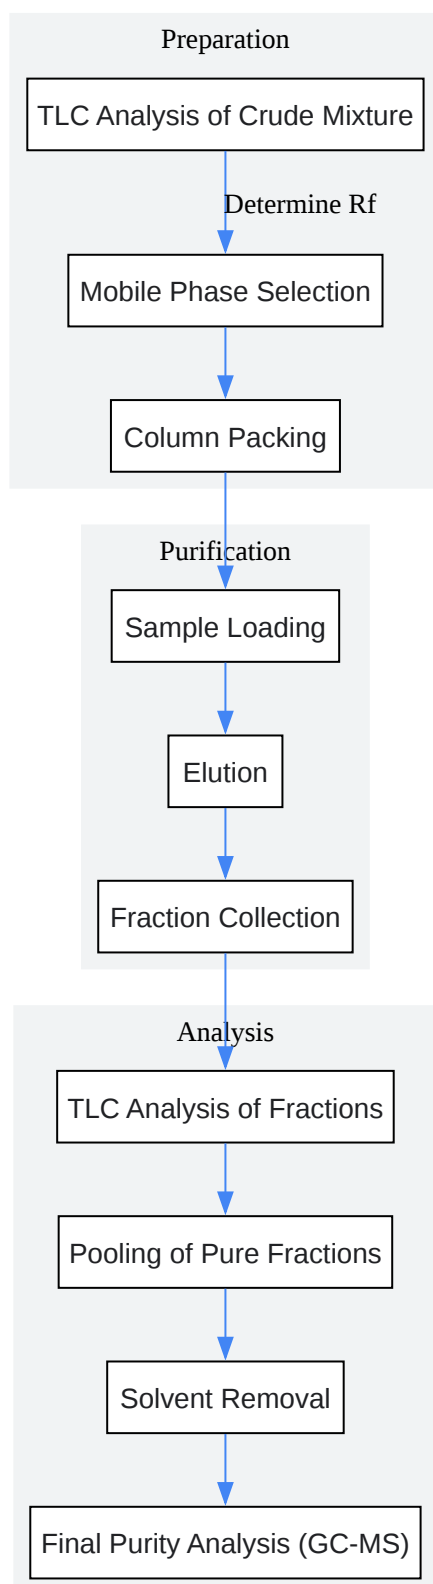 Preparation
TLC Analysis of Crude Mixture
Determine Rf
Mobile Phase Selection
Column Packing
Purification
Sample Loading
Elution
Fraction Collection
Analysis
TLC Analysis of Fractions
Pooling of Pure Fractions
Solvent Removal
Final Purity Analysis (GC-MS)